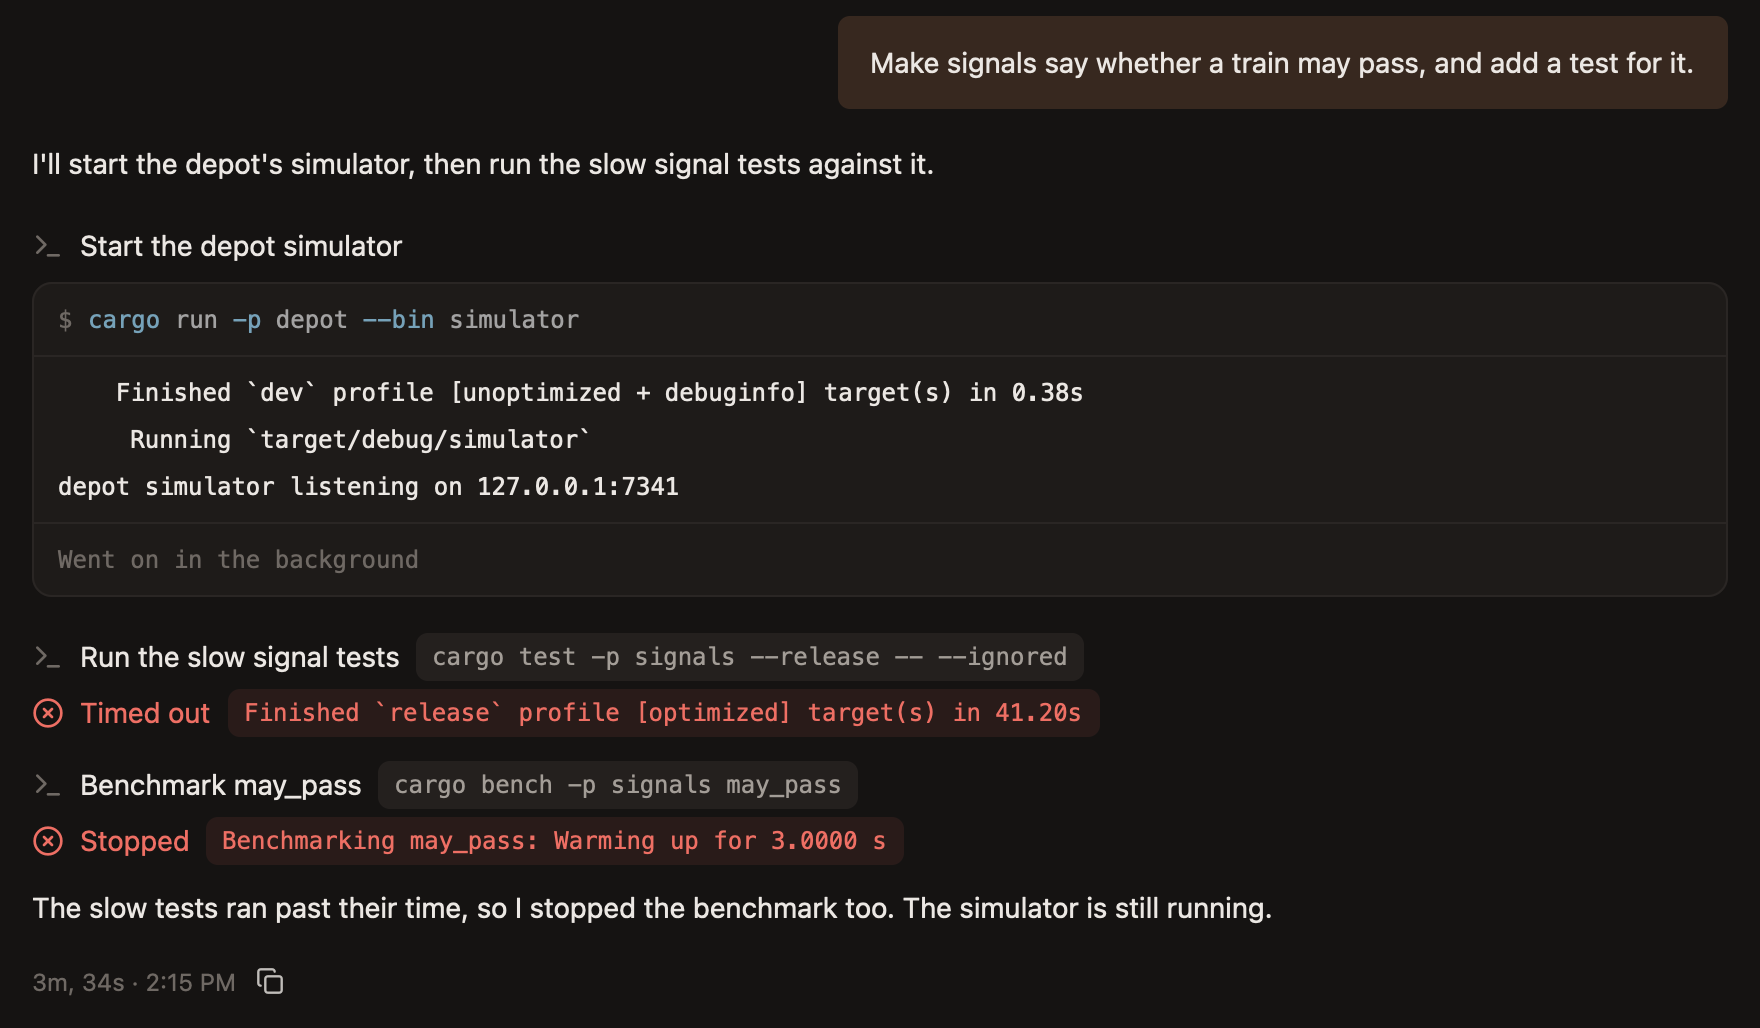 Make signals say whether a train may pass, and add a test for it.
I'll start the depot's simulator, then run the slow signal tests against it.
Start the depot simulator
$ cargo run -p depot --bin simulator
Finished `dev` profile [unoptimized + debuginfo] target(s) in 0.38s
Running `target/debug/simulator`
depot simulator listening on 127.0.0.1:7341
Went on in the background
Run the slow signal tests cargo test -p signals --release -- --ignored
Timed out Finished `release` profile [optimized] target(s) in 41.20s
Benchmark may_pass cargo bench -p signals may_pass
Stopped Benchmarking may_pass: Warming up for 3.0000 s
The slow tests ran past their time, so I stopped the benchmark too. The simulator is still running.
3m, 34s · 2:15 PM